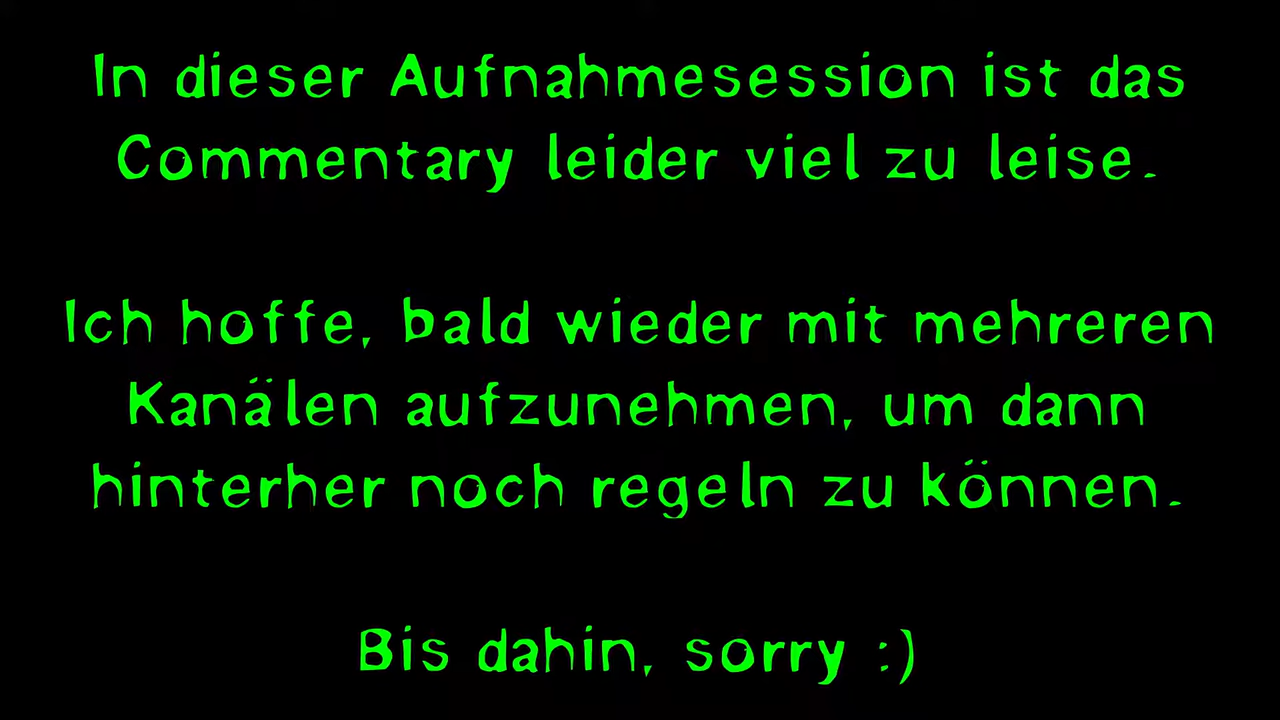 In dieser Aufnahmesession ist das
Commentary leider viel zu leise.
Ich hoffe, bald wieder mit mehreren
Kanälen aufzunehmen, um dann
hinterher noch regeln zu können.
Bis dahin, sorry :)